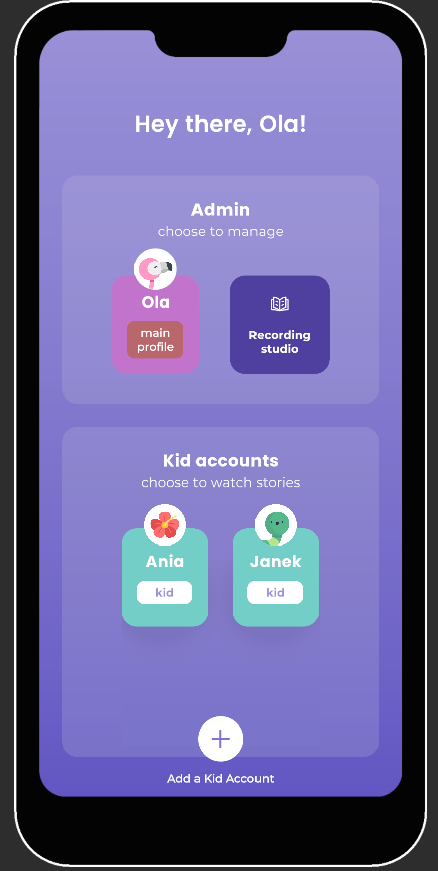 Hey there, Ola!
Admin
choose to manage
Ola
main
profile
Recording
studio
Kid accounts
choose to watch stories
Ania
kid
Janek
kid
Add a Kid Account